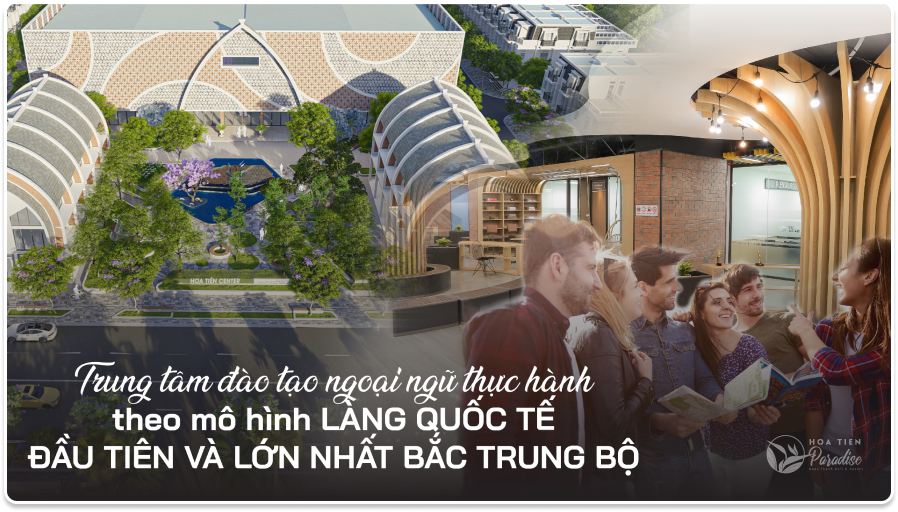 HOA TIÊN CENTER
Trung tâm đào tạo ngoại ngữ thực hành
theo mô hình LÀNG QUỐC TẾ
ĐẦU TIÊN VÀ LỚN NHẤT BẮC TRUNG BỘ
HOA TIEN
Paradise